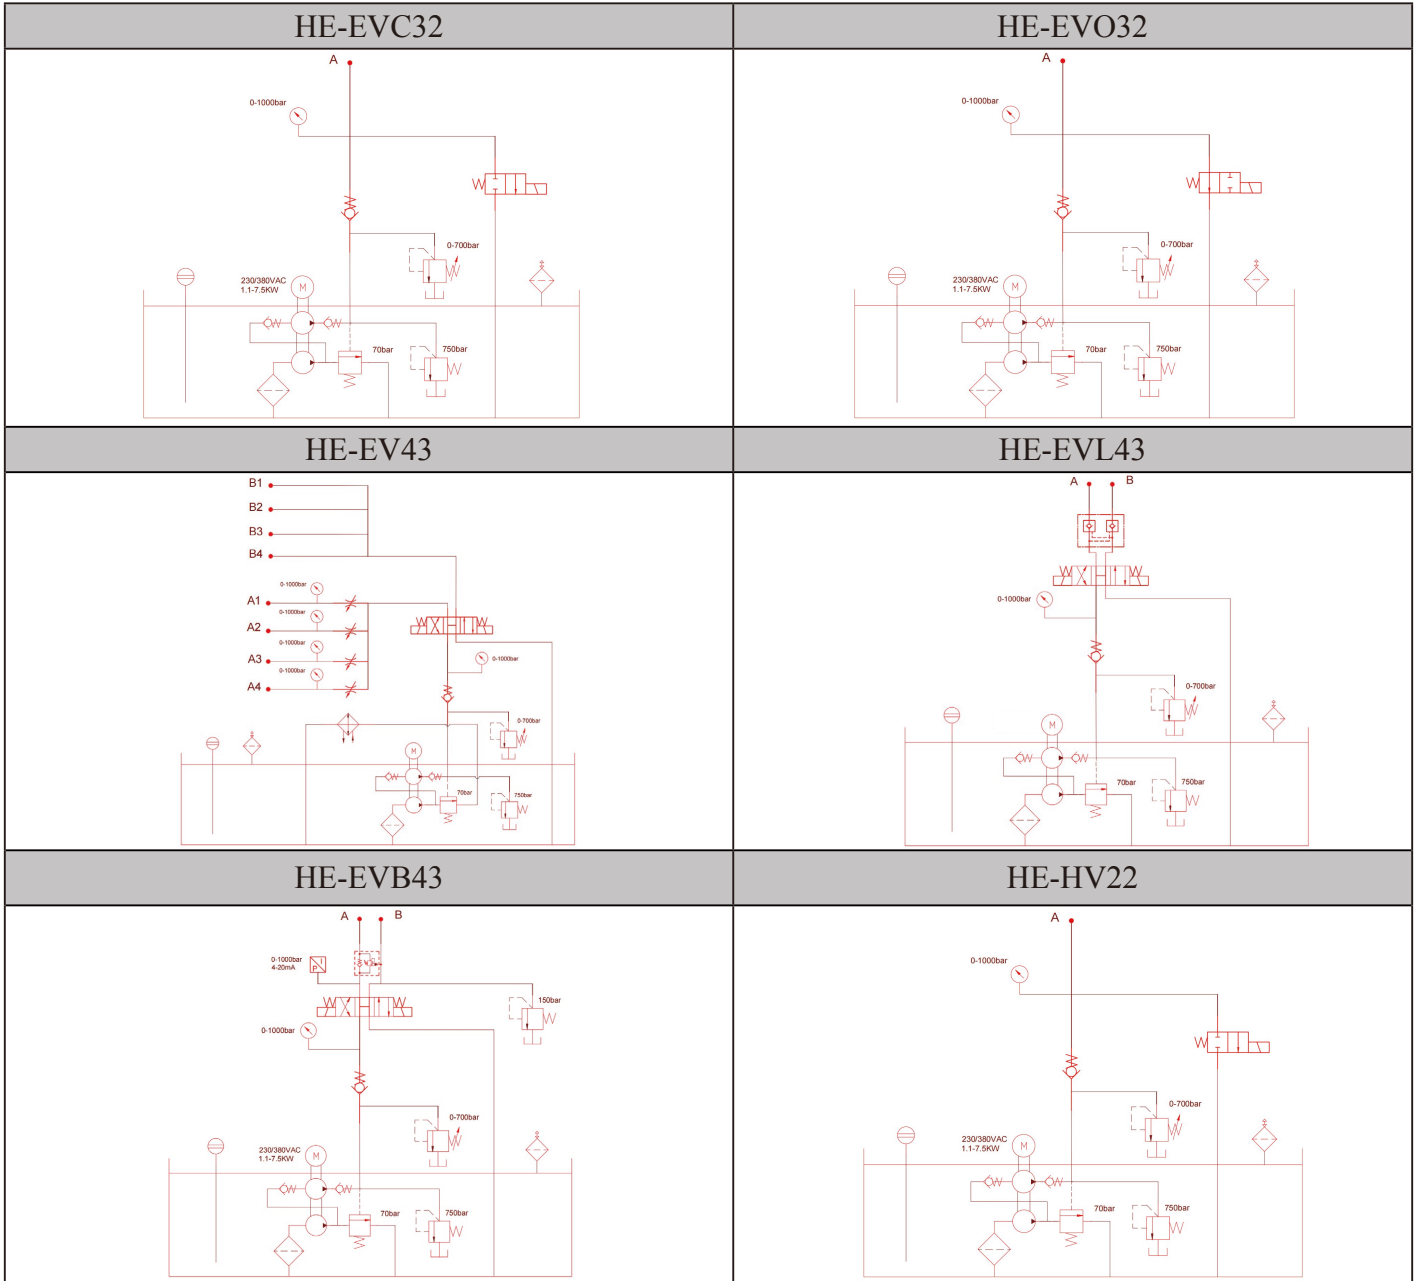 HE-EVC32
A
0-1000bar
0-700bar
230/380VAC
1.1-7.5KW
M
70bar
750bar
HE-EVO32
A
0-1000bar
0-700bar
230/380VAC
1.1-7.5KW
M
70bar
750bar
HE-EV43
B1
B2
B3
B4
0-1000bar
A1
0-1000bar
A2
0-1000bar
A3
0-1000bar
A4
0-1000bar
0-700bar
M
70bar
750bar
HE-EVL43
A B
0-1000bar
0-700bar
M
70bar
750bar
HE-EVB43
A B
0-1000bar
4-20mA
I
P
150bar
0-1000bar
0-700bar
230/380VAC
1.1-7.5KW
M
70bar
750bar
HE-HV22
A
0-1000bar
0-700bar
230/380VAC
1.1-7.5KW
M
70bar
750bar